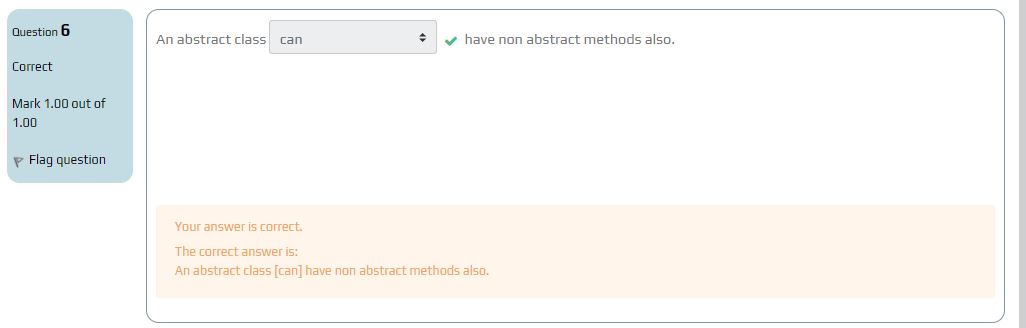 Question 6
Correct
Mark 1.00 out of
1.00
Flag question
An abstract class can have non abstract methods also.
Your answer is correct.
The correct answer is:
An abstract class [can] have non abstract methods also.